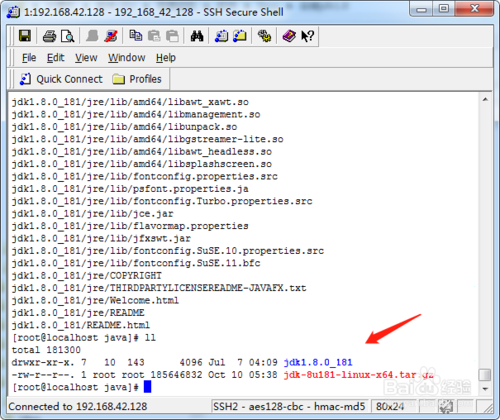 1:192.168.42.128 - 192_168_42_128 - SSH Secure Shell
File Edit View Window Help
Quick Connect Profiles
jdk1.8.0_181/jre/lib/amd64/libawt_xawt.so
jdk1.8.0_181/jre/lib/amd64/libmanagement.so
jdk1.8.0_181/jre/lib/amd64/libunpack.so
jdk1.8.0_181/jre/lib/amd64/libgstreamer-lite.so
jdk1.8.0_181/jre/lib/amd64/libawt_headless.so
jdk1.8.0_181/jre/lib/amd64/libsplashscreen.so
jdk1.8.0_181/jre/lib/fontconfig.properties.src
jdk1.8.0_181/jre/lib/psfont.properties.ja
jdk1.8.0_181/jre/lib/fontconfig.Turbo.properties.src
jdk1.8.0_181/jre/lib/jce.jar
jdk1.8.0_181/jre/lib/flavormap.properties
jdk1.8.0_181/jre/lib/jfxswt.jar
jdk1.8.0_181/jre/lib/fontconfig.SuSE.10.properties.src
jdk1.8.0_181/jre/lib/fontconfig.SuSE.11.bfc
jdk1.8.0_181/jre/COPYRIGHT
jdk1.8.0_181/jre/THIRDPARTYLICENSEREADME-JAVAFX.txt
jdk1.8.0_181/jre/Welcome.html
jdk1.8.0_181/jre/README
jdk1.8.0_181/README.html
[root@localhost java]# ll
total 181300
drwxr-xr-x. 7 10 143 4096 Jul 7 04:09 jdk1.8.0_181
-rw-r--r--. 1 root root 185646832 Oct 10 05:38 jdk-8u181-linux-x64.tar.gz
[root@localhost java]#
Connected to 192.168.42.128 SSH2 - aes128-cbc - hmac-md5 80x24